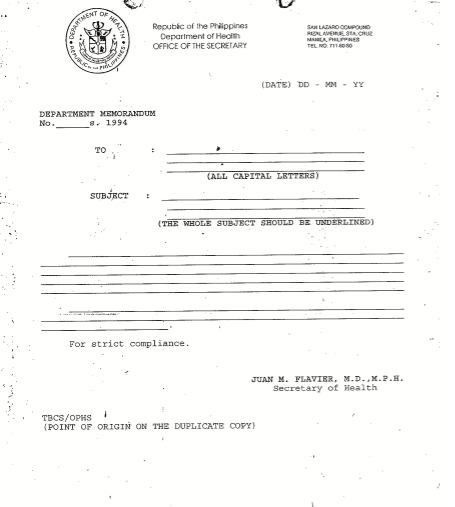 DEPARTMENT OF HEALTH
REPUBLIC OF THE PHILIPPINES
Republic of the Philippines
Department of Health
OFFICE OF THE SECRETARY
SAN LAZARO COMPOUND
RIZAL AVENUE, STA. CRUZ
MANILA, PHILIPPINES
TEL. NO. 711-60-80
(DATE) DD - MM - YY
DEPARTMENT MEMORANDUM
No.______s. 1994
TO :
(ALL CAPITAL LETTERS)
SUBJECT :
(THE WHOLE SUBJECT SHOULD BE UNDERLINED)
For strict compliance.
JUAN M. FLAVIER, M.D.,M.P.H.
Secretary of Health
TBCS/OPHS
(POINT OF ORIGIN ON THE DUPLICATE COPY)